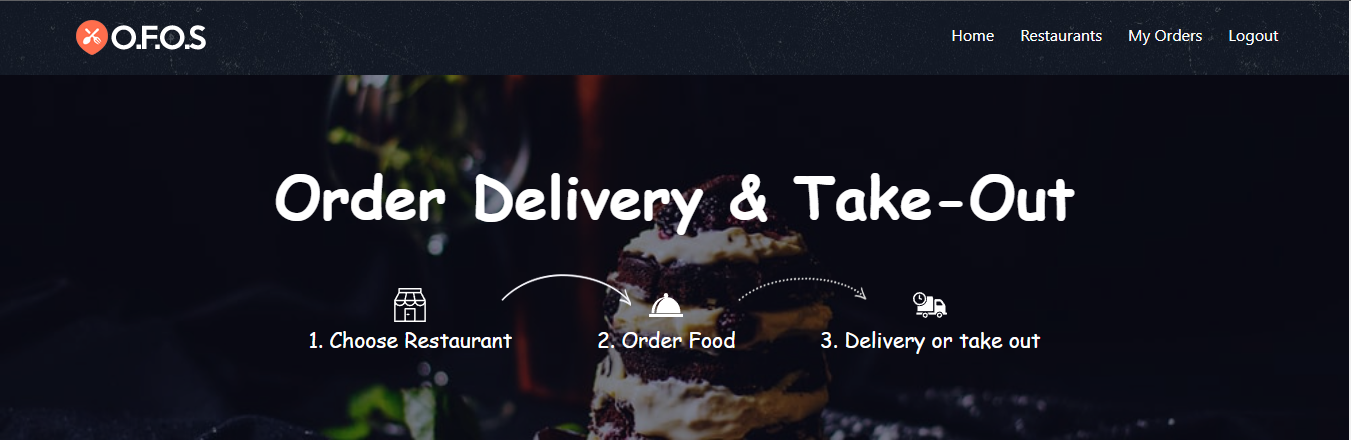 O.F.O.S
Home Restaurants My Orders Logout
Order Delivery & Take-Out
1. Choose Restaurant 2. Order Food 3. Delivery or take out